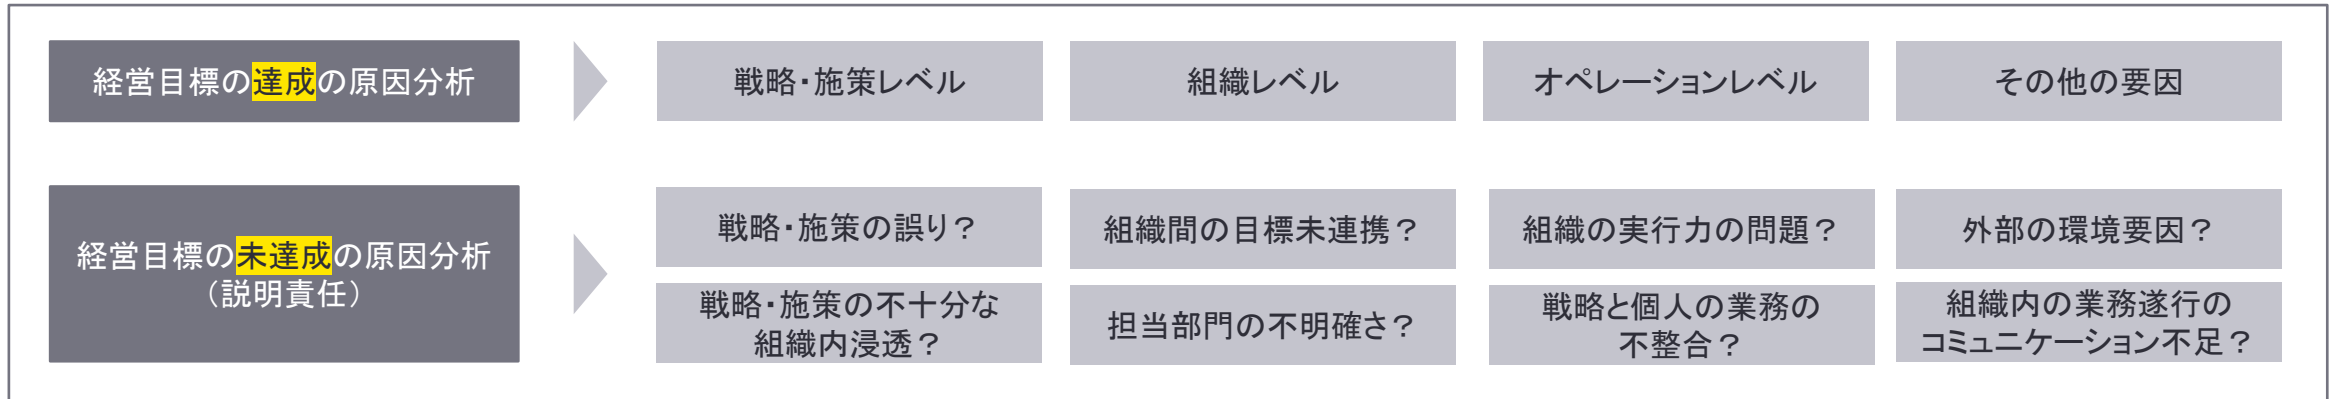 経営目標の達成の原因分析
戦略・施策レベル
組織レベル
オペレーションレベル
その他の要因
経営目標の未達成の原因分析
（説明責任）
戦略・施策の誤り？
組織間の目標未連携？
組織の実行力の問題？
外部の環境要因？
戦略・施策の不十分な
組織内浸透？
担当部門の不明確さ？
戦略と個人の業務の
不整合？
組織内の業務遂行の
コミュニケーション不足？